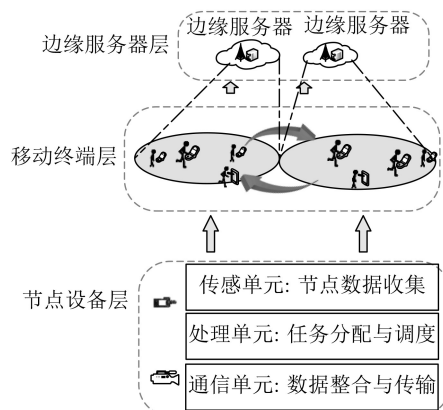 边缘服务器 边缘服务器
边缘服务器层
移动终端层
节点设备层
传感单元: 节点数据收集
处理单元: 任务分配与调度
通信单元: 数据整合与传输